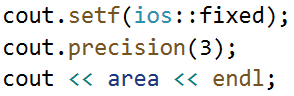 cout.setf(ios::fixed);
cout.precision(3);
cout << area << endl;